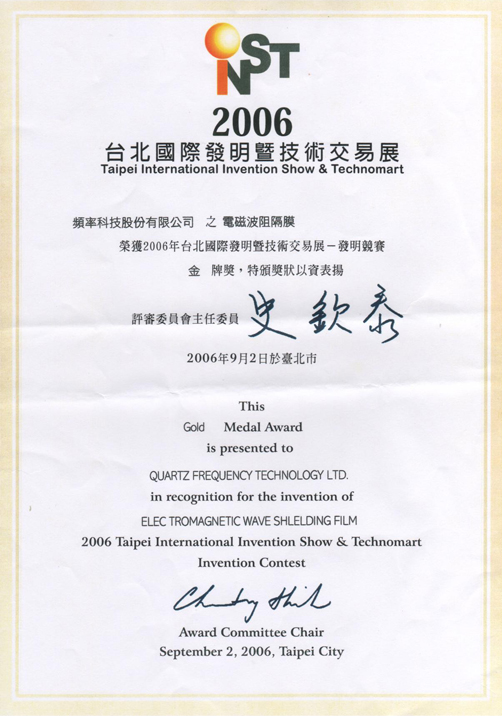 iNST
2006
台北國際發明暨技術交易展
Taipei International Invention Show & Technomart
頻率科技股份有限公司 之 電磁波阻隔膜
榮獲2006年台北國際發明暨技術交易展－發明競賽
金 牌獎，特頒獎狀以資表揚
評審委員會主任委員 史欽泰
2006年9月2日於臺北市
This
Gold Medal Award
is presented to
QUARTZ FREQUENCY TECHNOLOGY LTD.
in recognition for the invention of
ELEC TROMAGNETIC WAVE SHLELDING FILM
2006 Taipei International Invention Show & Technomart
Invention Contest
Award Committee Chair
September 2, 2006, Taipei City